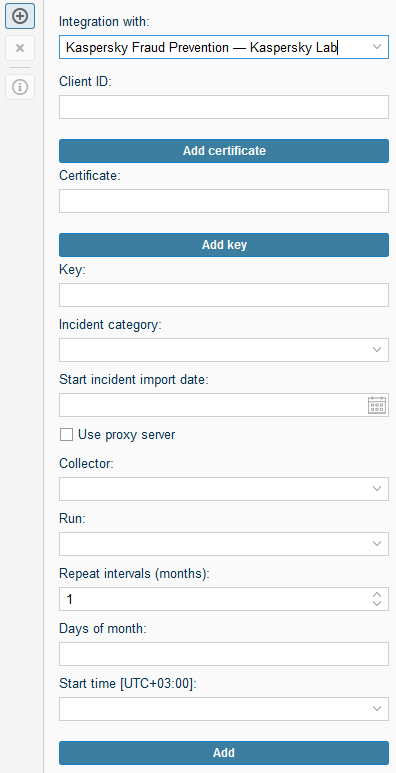 Integration with:
Kaspersky Fraud Prevention — Kaspersky Lab
Client ID:
Add certificate
Certificate:
Add key
Key:
Incident category:
Start incident import date:
Use proxy server
Collector:
Run:
Repeat intervals (months):
1
Days of month:
Start time [UTC+03:00]:
Add